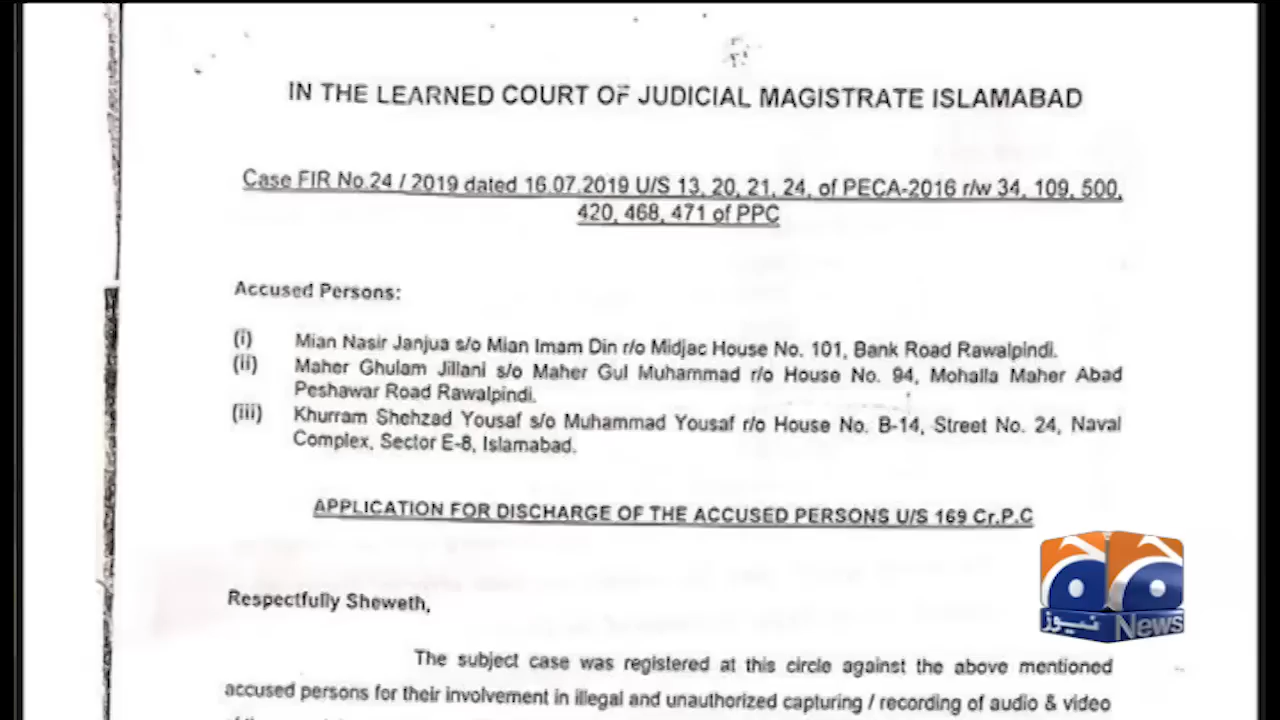 IN THE LEARNED COURT OF JUDICIAL MAGISTRATE ISLAMABAD
Case FIR No.24 / 2019 dated 16.07.2019 U/S 13, 20, 21, 24, of PECA-2016 r/w 34, 109, 500,
420, 468, 471 of PPC
Accused Persons:
(i) Mian Nasir Janjua s/o Mian Imam Din r/o Midjac House No. 101, Bank Road Rawalpindi.
(ii) Maher Ghulam Jillani s/o Maher Gul Muhammad r/o House No. 94, Mohalla Maher Abad
Peshawar Road Rawalpindi.
(iii) Khurram Shehzad Yousaf s/o Muhammad Yousaf r/o House No. B-14, Street No. 24, Naval
Complex, Sector E-8, Islamabad.
APPLICATION FOR DISCHARGE OF THE ACCUSED PERSONS U/S 169 Cr.P.C
Respectfully Sheweth,
The subject case was registered at this circle against the above mentioned
accused persons for their involvement in illegal and unauthorized capturing / recording of audio & video
نیوز News